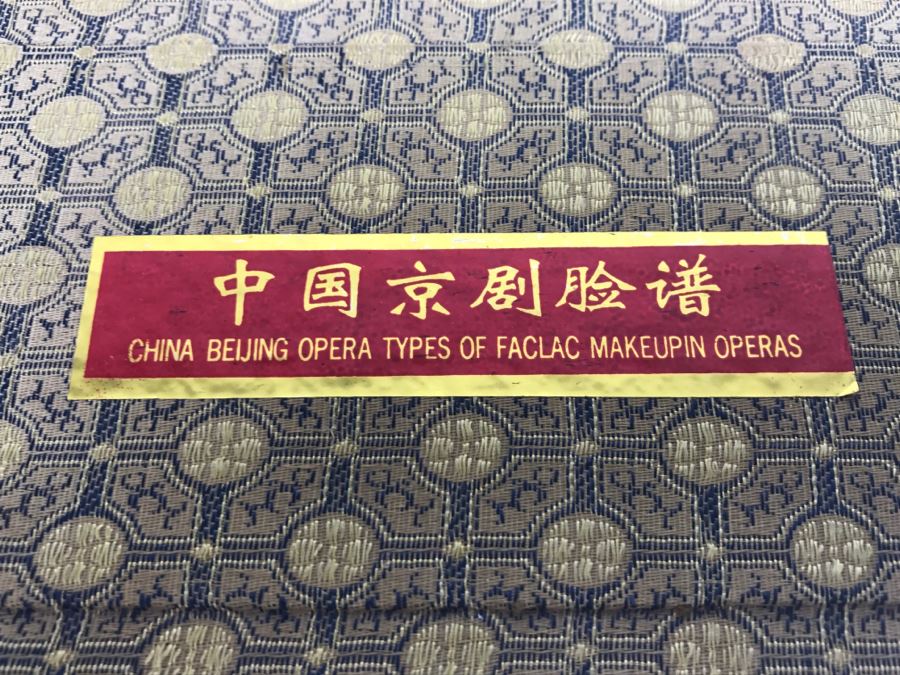 中国京剧脸谱
CHINA BEIJING OPERA TYPES OF FACLAC MAKEUPIN OPERAS